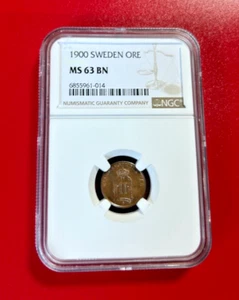 1900 SWEDEN ORE
MS 63 BN
6855961-014
NUMISMATIC GUARANTY COMPANY
NGC